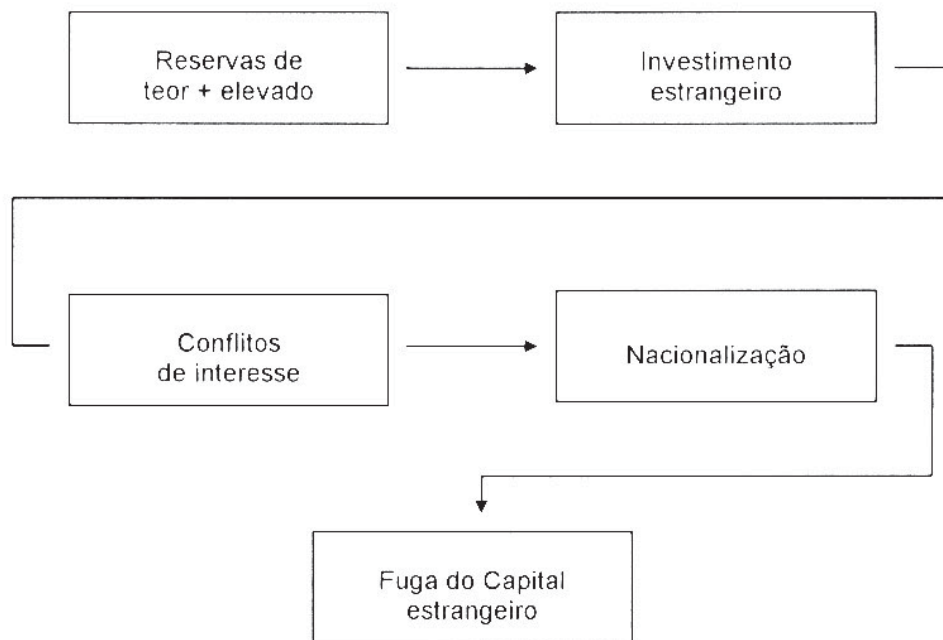 Reservas de
teor + elevado
Investimento
estrangeiro
Conflitos
de interesse
Nacionalização
Fuga do Capital
estrangeiro